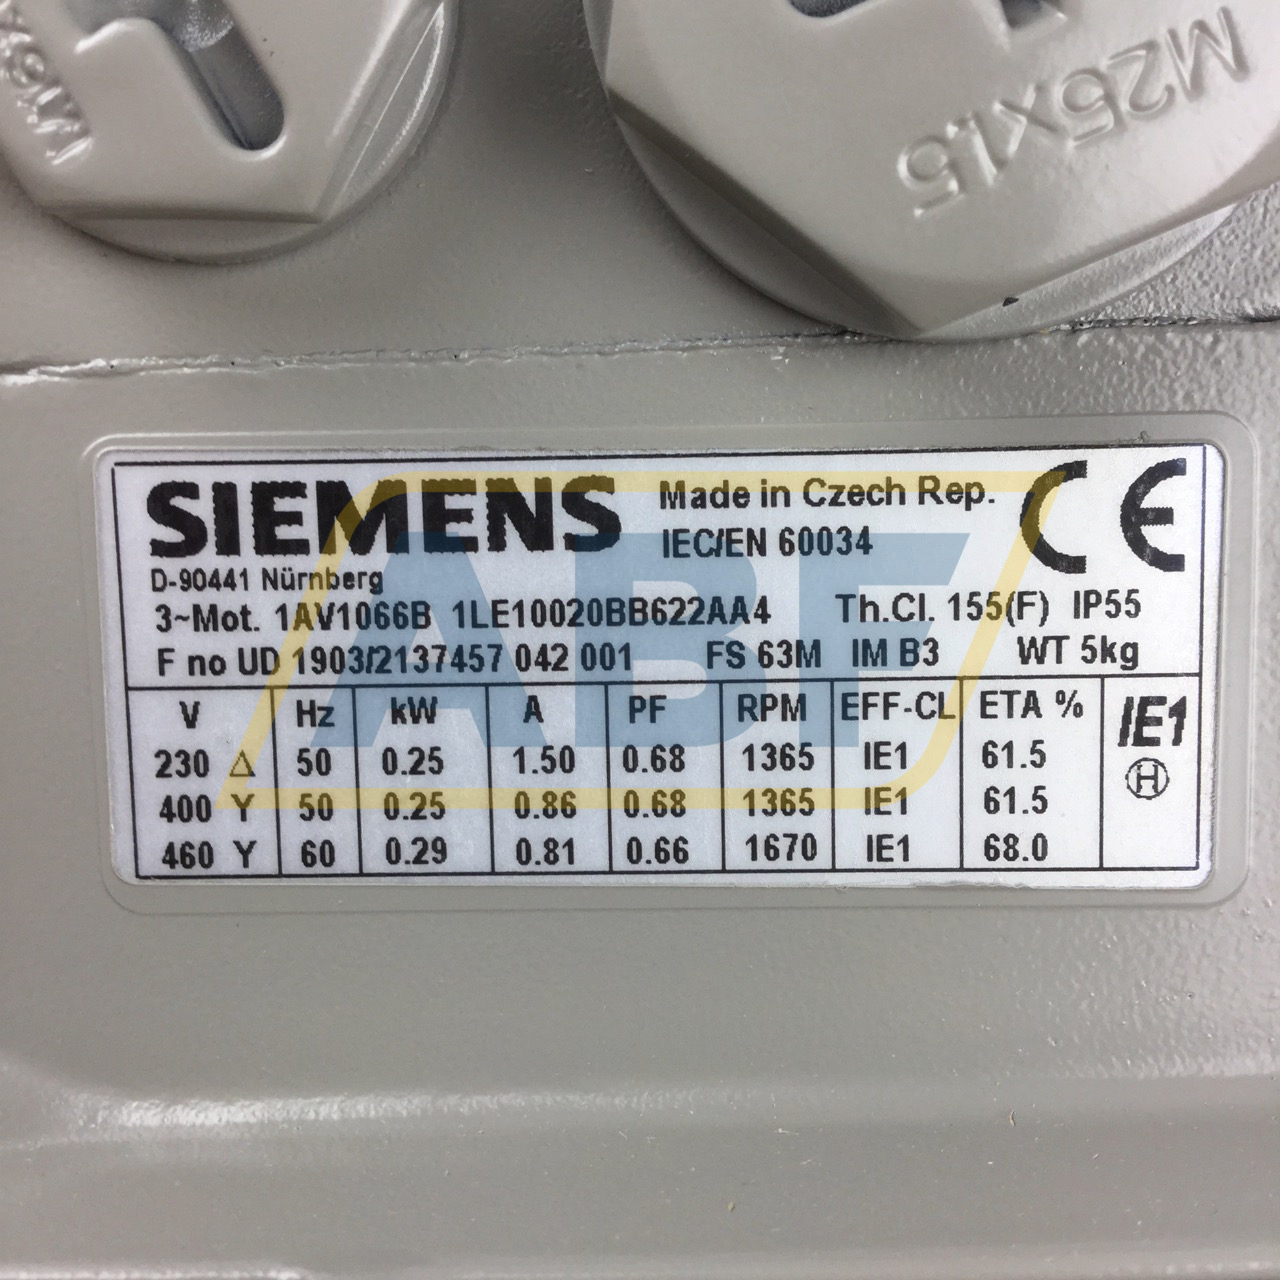 M16x
M25x1.5
SIEMENS
Made in Czech Rep.
CE
IEC/EN 60034
D-90441 Nürnberg
3~Mot. 1AV1066B 1LE10020BB622AA4 Th.Cl. 155(F) IP55
F no UD 1903/2137457 042 001 FS 63M IM B3 WT 5kg
V Hz kW A PF RPM EFF-CL ETA % IE1
230 △ 50 0.25 1.50 0.68 1365 IE1 61.5
H
400 Y 50 0.25 0.86 0.68 1365 IE1 61.5
460 Y 60 0.29 0.81 0.66 1670 IE1 68.0
ABF